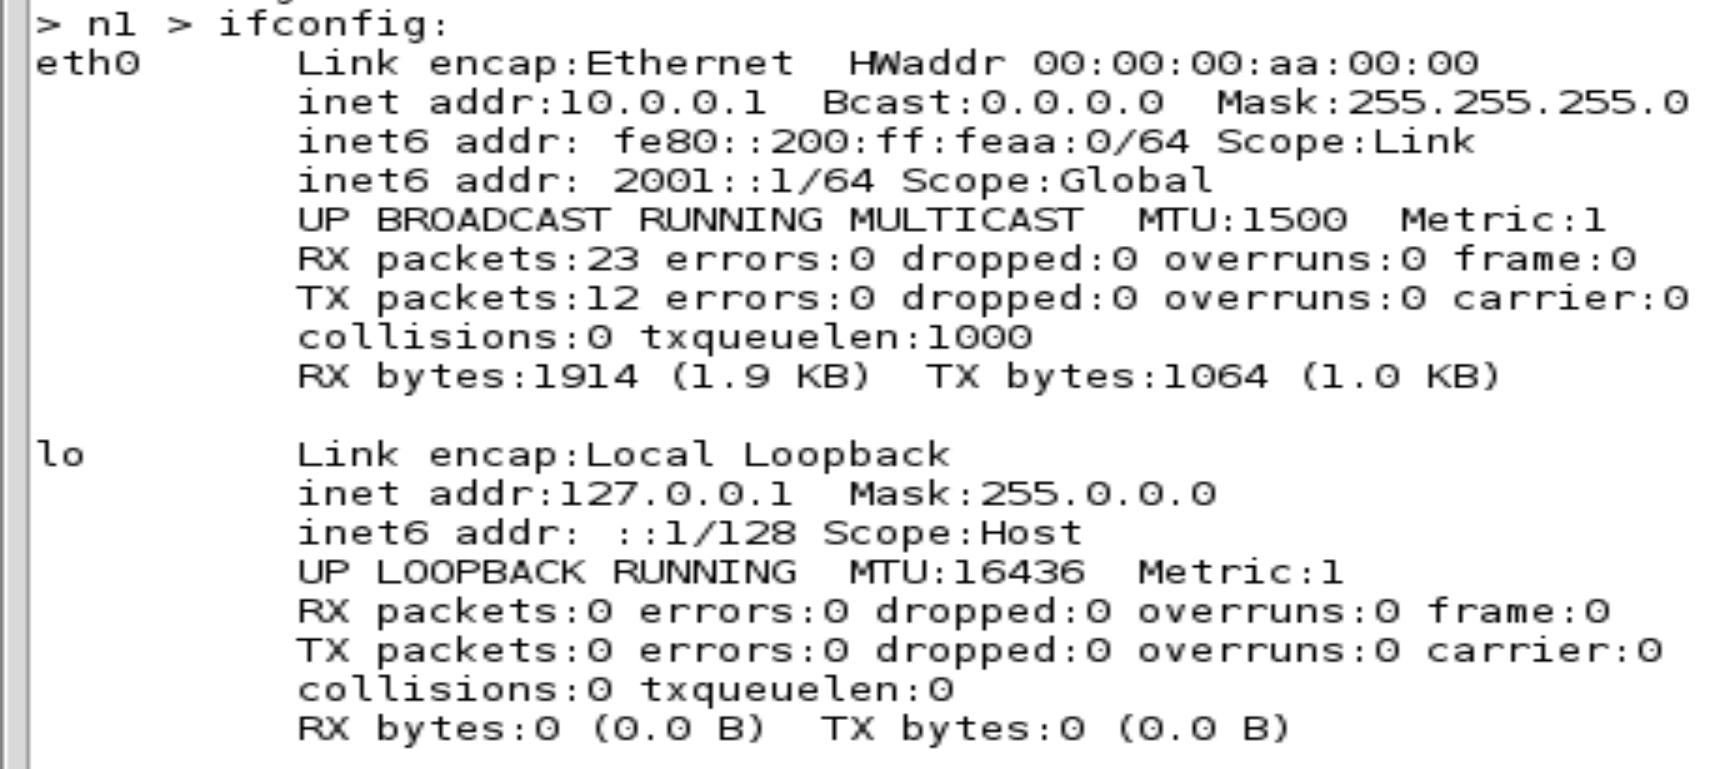 > n1 > ifconfig:
eth0      Link encap:Ethernet  HWaddr 00:00:00:aa:00:00
          inet addr:10.0.0.1  Bcast:0.0.0.0  Mask:255.255.255.0
          inet6 addr: fe80::200:ff:feaa:0/64 Scope:Link
          inet6 addr: 2001::1/64 Scope:Global
          UP BROADCAST RUNNING MULTICAST  MTU:1500  Metric:1
          RX packets:23 errors:0 dropped:0 overruns:0 frame:0
          TX packets:12 errors:0 dropped:0 overruns:0 carrier:0
          collisions:0 txqueuelen:1000
          RX bytes:1914 (1.9 KB)  TX bytes:1064 (1.0 KB)

lo        Link encap:Local Loopback
          inet addr:127.0.0.1  Mask:255.0.0.0
          inet6 addr: ::1/128 Scope:Host
          UP LOOPBACK RUNNING  MTU:16436  Metric:1
          RX packets:0 errors:0 dropped:0 overruns:0 frame:0
          TX packets:0 errors:0 dropped:0 overruns:0 carrier:0
          collisions:0 txqueuelen:0
          RX bytes:0 (0.0 B)  TX bytes:0 (0.0 B)